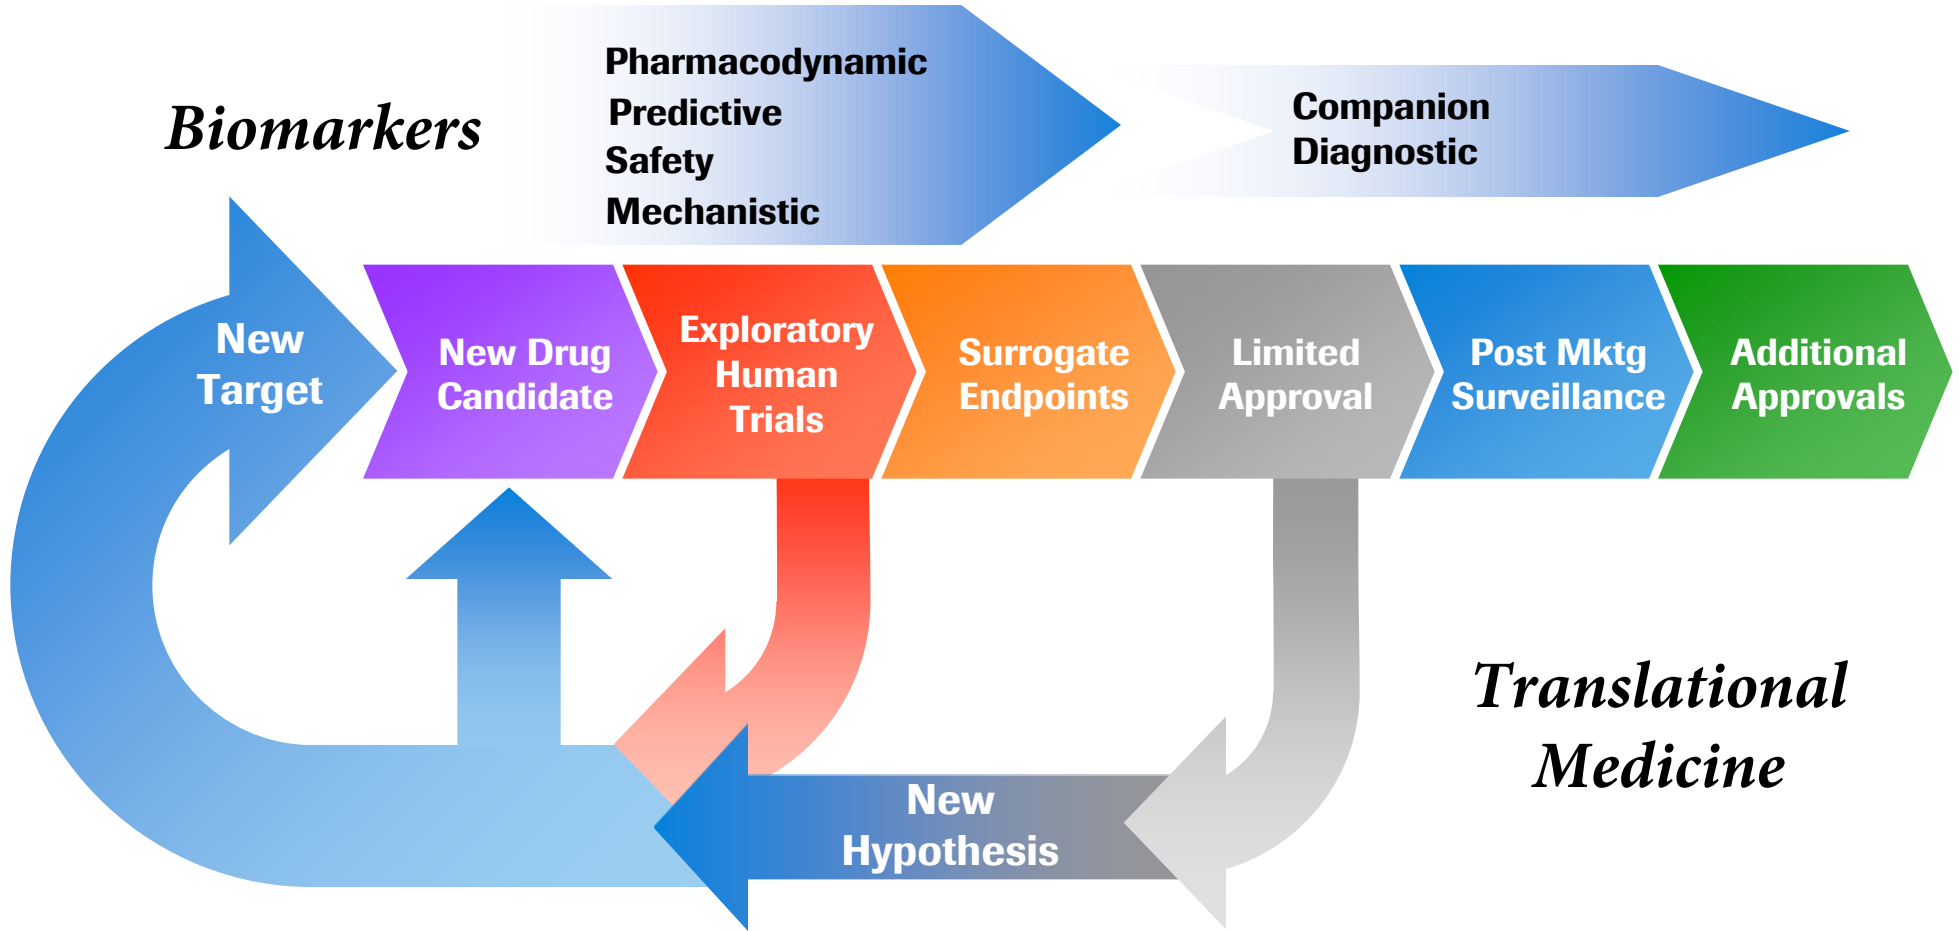 Biomarkers
Pharmacodynamic
Predictive
Safety
Mechanistic
Companion
Diagnostic
New
Target
New Drug
Candidate
Exploratory
Human
Trials
Surrogate
Endpoints
Limited
Approval
Post Mktg
Surveillance
Additional
Approvals
New
Hypothesis
Translational
Medicine